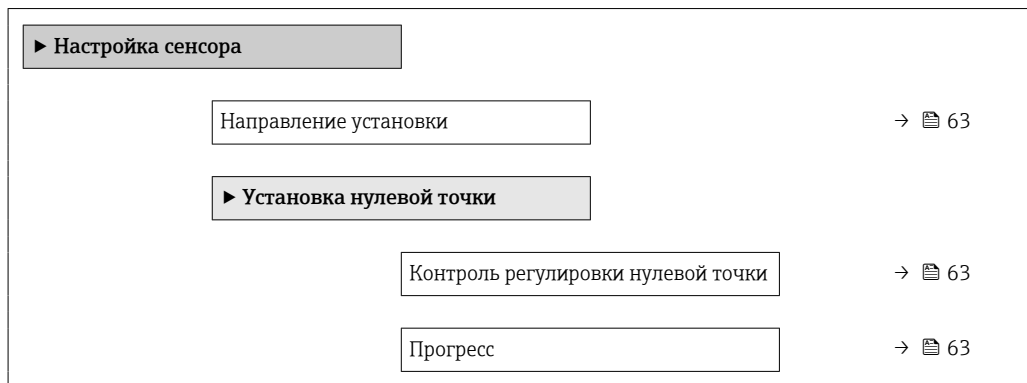 ▶ Настройка сенсора
Направление установки → 63
▶ Установка нулевой точки
Контроль регулировки нулевой точки → 63
Прогресс → 63